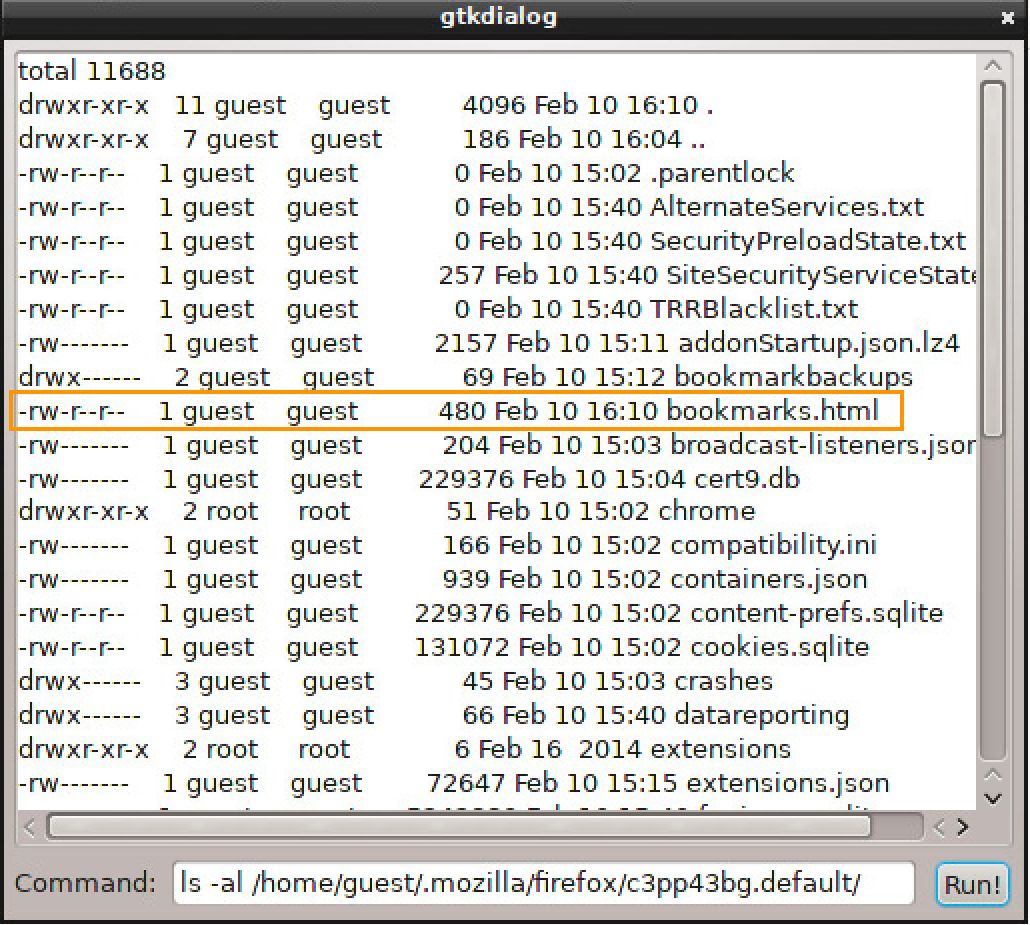 gtkdialog
total 11688
drwxr-xr-x 11 guest guest 4096 Feb 10 16:10 .
drwxr-xr-x 7 guest guest 186 Feb 10 16:04 ..
-rw-r--r-- 1 guest guest 0 Feb 10 15:02 .parentlock
-rw-r--r-- 1 guest guest 0 Feb 10 15:40 AlternateServices.txt
-rw-r--r-- 1 guest guest 0 Feb 10 15:40 SecurityPreloadState.txt
-rw-r--r-- 1 guest guest 257 Feb 10 15:40 SiteSecurityServiceState
-rw-r--r-- 1 guest guest 0 Feb 10 15:40 TRRBlacklist.txt
-rw------- 1 guest guest 2157 Feb 10 15:11 addonStartup.json.lz4
drwx------ 2 guest guest 69 Feb 10 15:12 bookmarkbackups
-rw-r--r-- 1 guest guest 480 Feb 10 16:10 bookmarks.html
-rw------- 1 guest guest 204 Feb 10 15:03 broadcast-listeners.json
-rw------- 1 guest guest 229376 Feb 10 15:04 cert9.db
drwxr-xr-x 2 root root 51 Feb 10 15:02 chrome
-rw------- 1 guest guest 166 Feb 10 15:02 compatibility.ini
-rw------- 1 guest guest 939 Feb 10 15:02 containers.json
-rw-r--r-- 1 guest guest 229376 Feb 10 15:02 content-prefs.sqlite
-rw-r--r-- 1 guest guest 131072 Feb 10 15:02 cookies.sqlite
drwx------ 3 guest guest 45 Feb 10 15:03 crashes
drwx------ 3 guest guest 66 Feb 10 15:40 datareporting
drwxr-xr-x 2 root root 6 Feb 16 2014 extensions
-rw------- 1 guest guest 72647 Feb 10 15:15 extensions.json
Command: ls -al /home/guest/.mozilla/firefox/c3pp43bg.default/ Run!